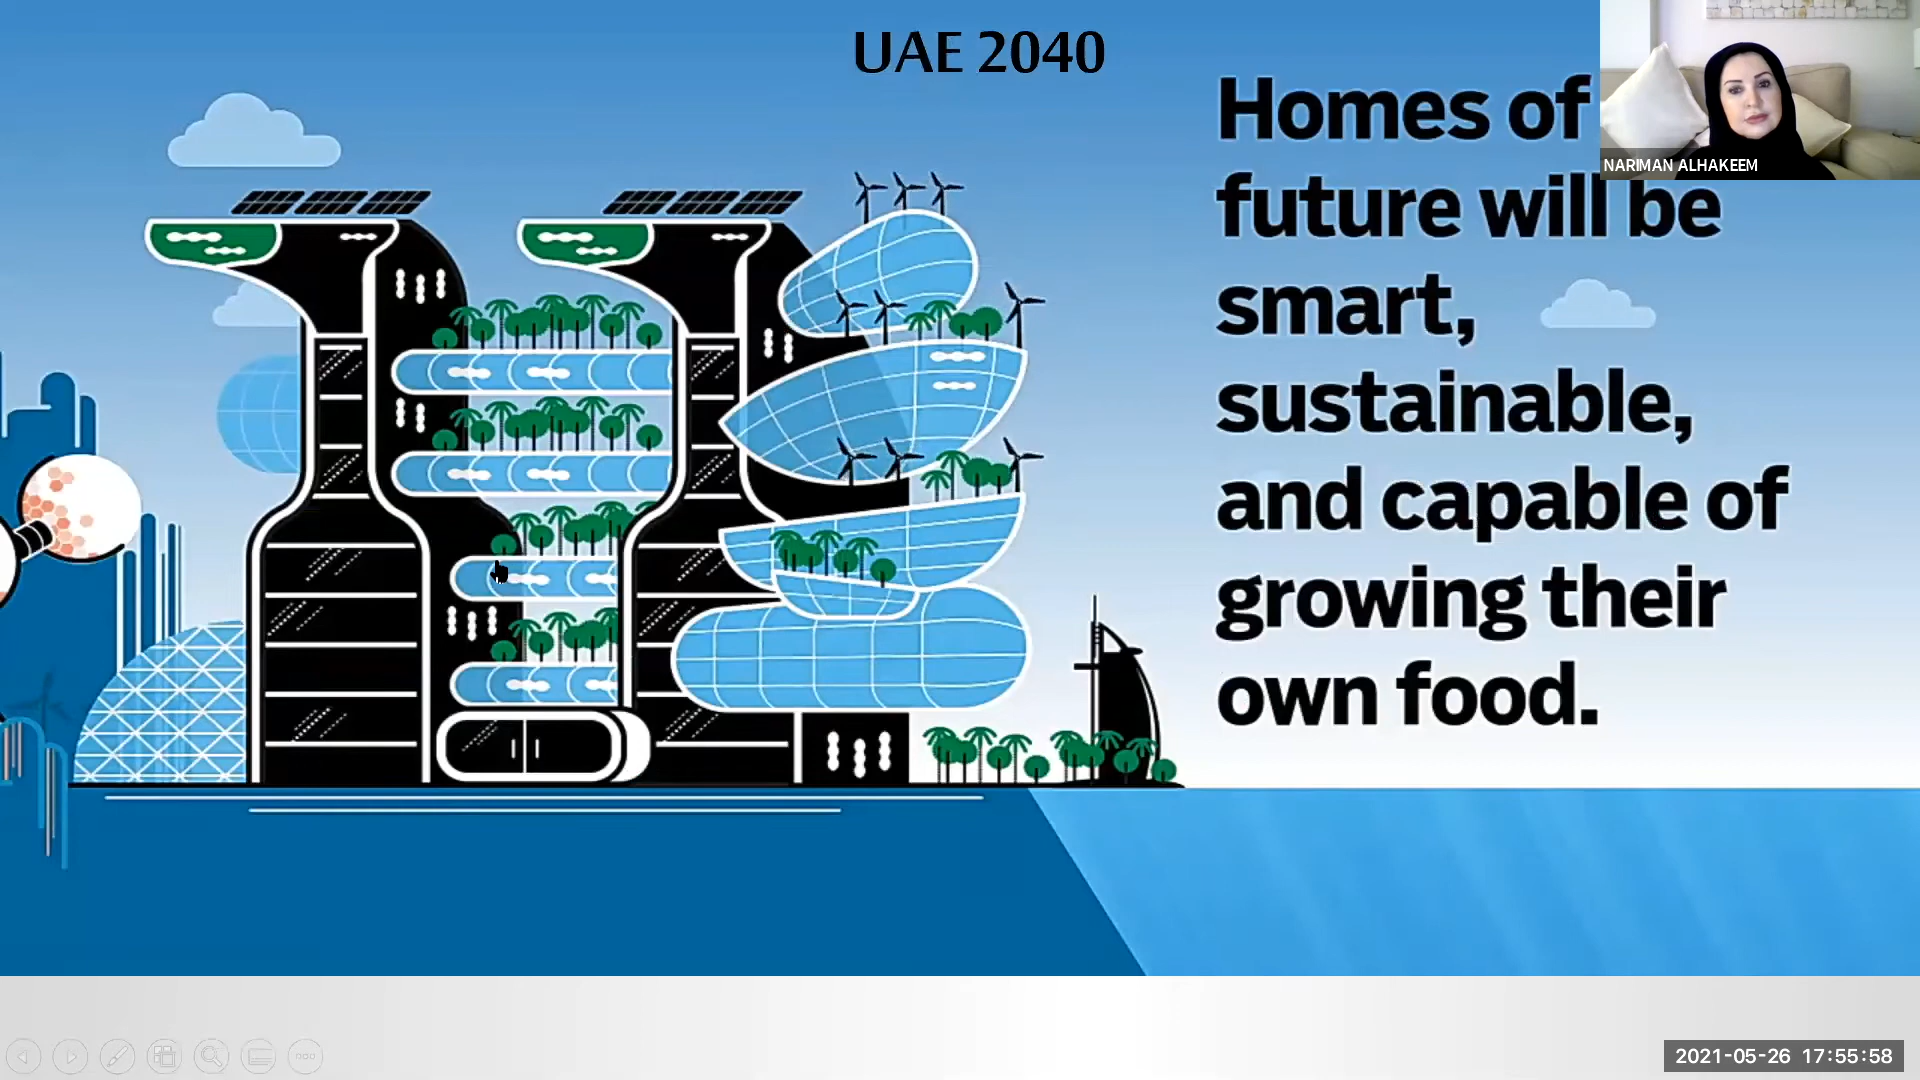 UAE 2040
Homes of
future will be
smart,
sustainable,
and capable of
growing their
own food.
NARIMAN ALHAKEEM
2021-05-26 17:55:58